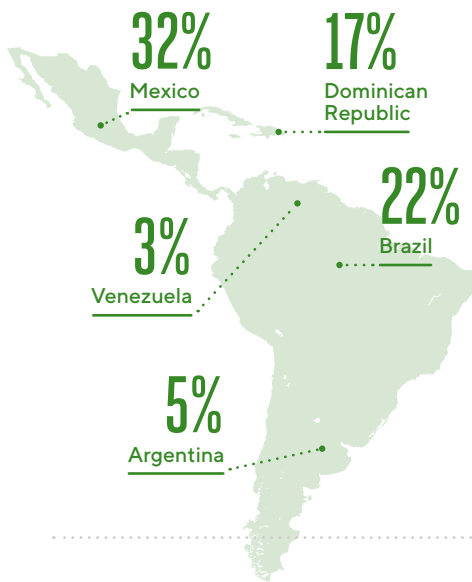 32%
Mexico
17%
Dominican
Republic
22%
Brazil
3%
Venezuela
5%
Argentina